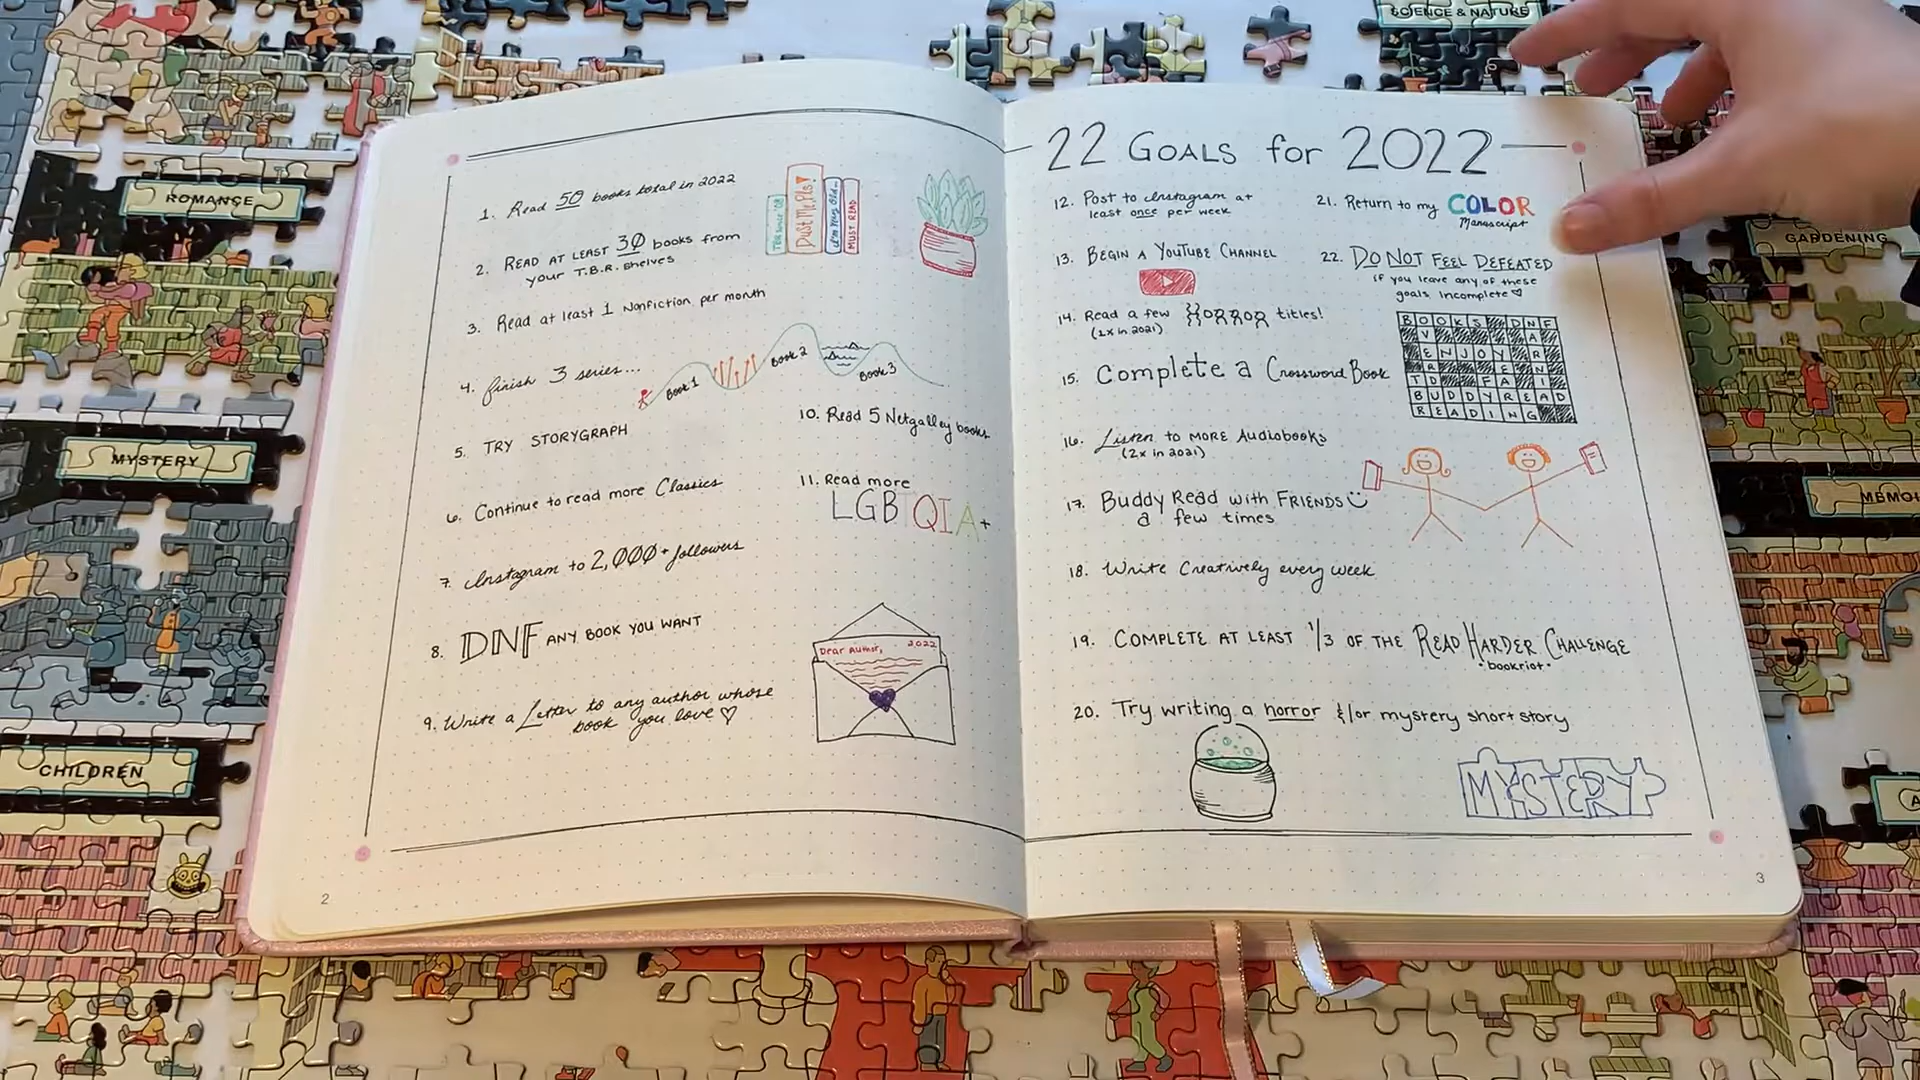 SCIENCE & NATURE
ROMANCE
MYSTERY
CHILDREN
GARDENING
1. Read 50 books total in 2022
2. READ AT LEAST 30 books from
your T.B.R. shelves
3. Read at least 1 Nonfiction per month
4. finish 3 series...
Book 1
Book 2
Book 3
5. TRY STORYGRAPH
6. Continue to read more Classics
7. Instagram to 2,000+ followers
8. DNF ANY BOOK YOU WANT
9. Write a Letter to any author whose
book you love ♡
Dust Me, Pls!
MUST READ
10. Read 5 Netgalley books
11. Read more
LGBTQIA+
Dear Author, 2022
2
22 GOALS for 2022
12. Post to Instagram at
least once per week
13. BEGIN A YOUTUBE CHANNEL
14. Read a few HORROR titles!
(1x in 2021)
15. Complete a Crossword Book
16. Listen to MORE Audiobooks
(2x in 2021)
17. Buddy Read with FRIENDS
a few times
18. Write Creatively every week
19. COMPLETE AT LEAST 1/3 OF THE READ HARDER CHALLENGE
•bookriot•
20. Try writing a horror &/or mystery short story
MYSTERY
21. Return to my COLOR
Manuscript
22. DO NOT FEEL DEFEATED
if you leave any of these
goals incomplete ♡
BOOKS DNF
ENJOY
BUDDYREAD
READING
3